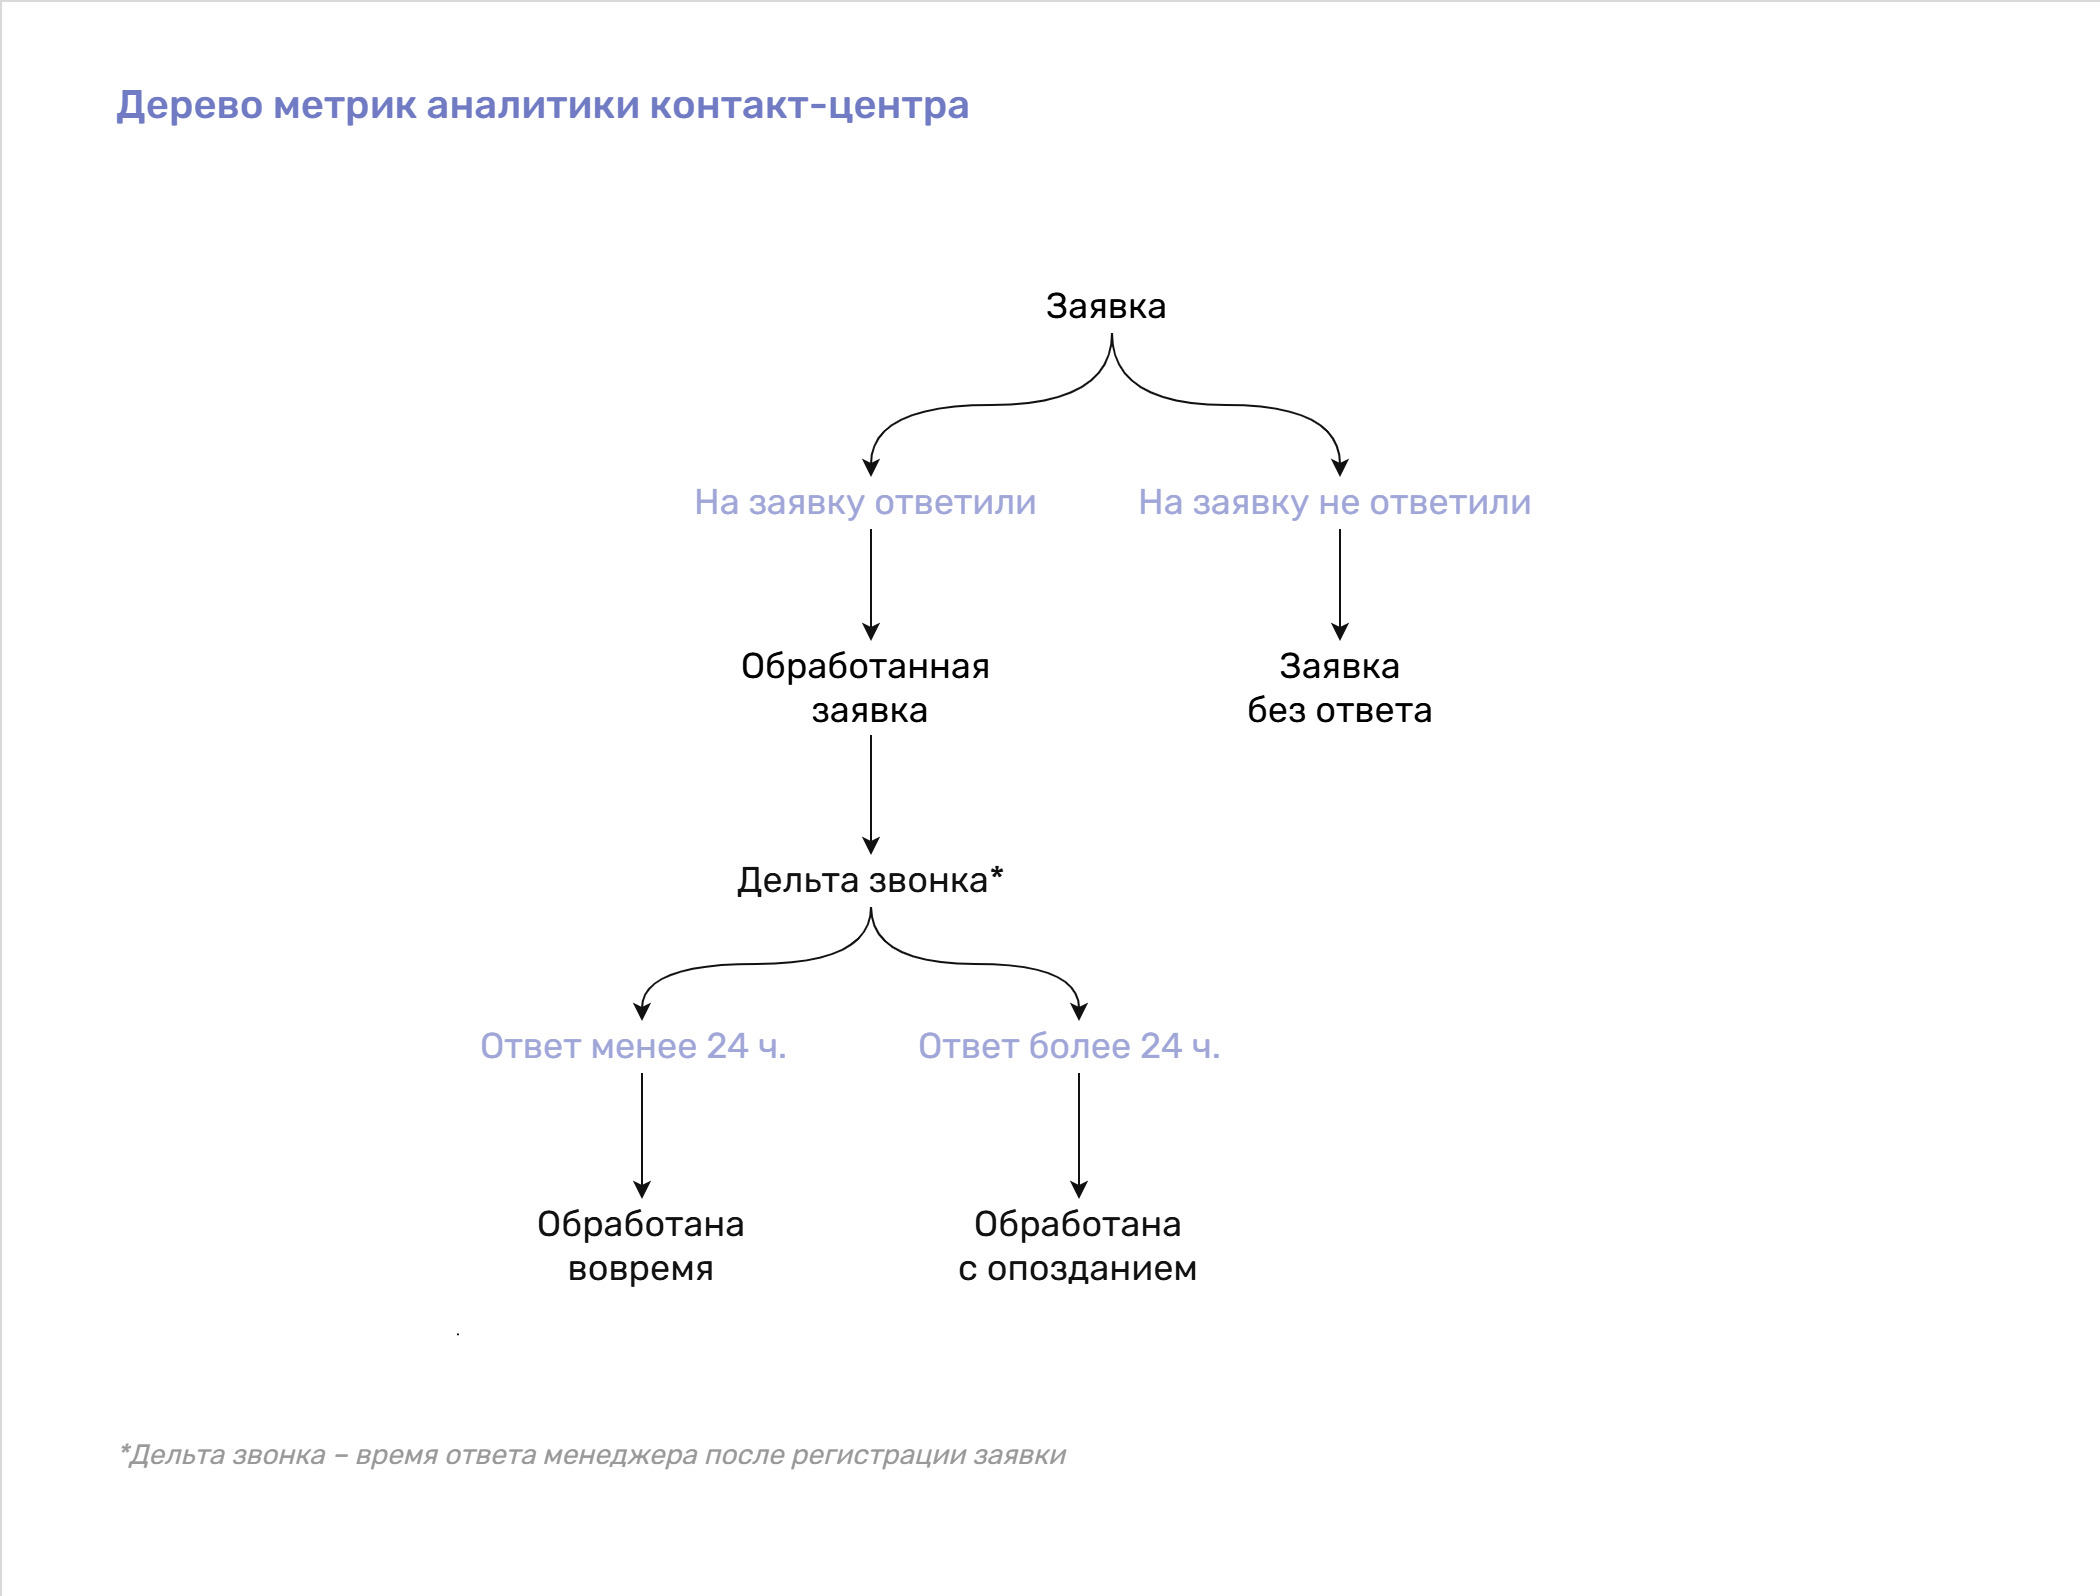 Дерево метрик аналитики контакт-центра
Заявка
На заявку ответили
На заявку не ответили
Обработанная
заявка
Заявка
без ответа
Дельта звонка*
Ответ менее 24 ч.
Ответ более 24 ч.
Обработана
вовремя
Обработана
с опозданием
*Дельта звонка – время ответа менеджера после регистрации заявки